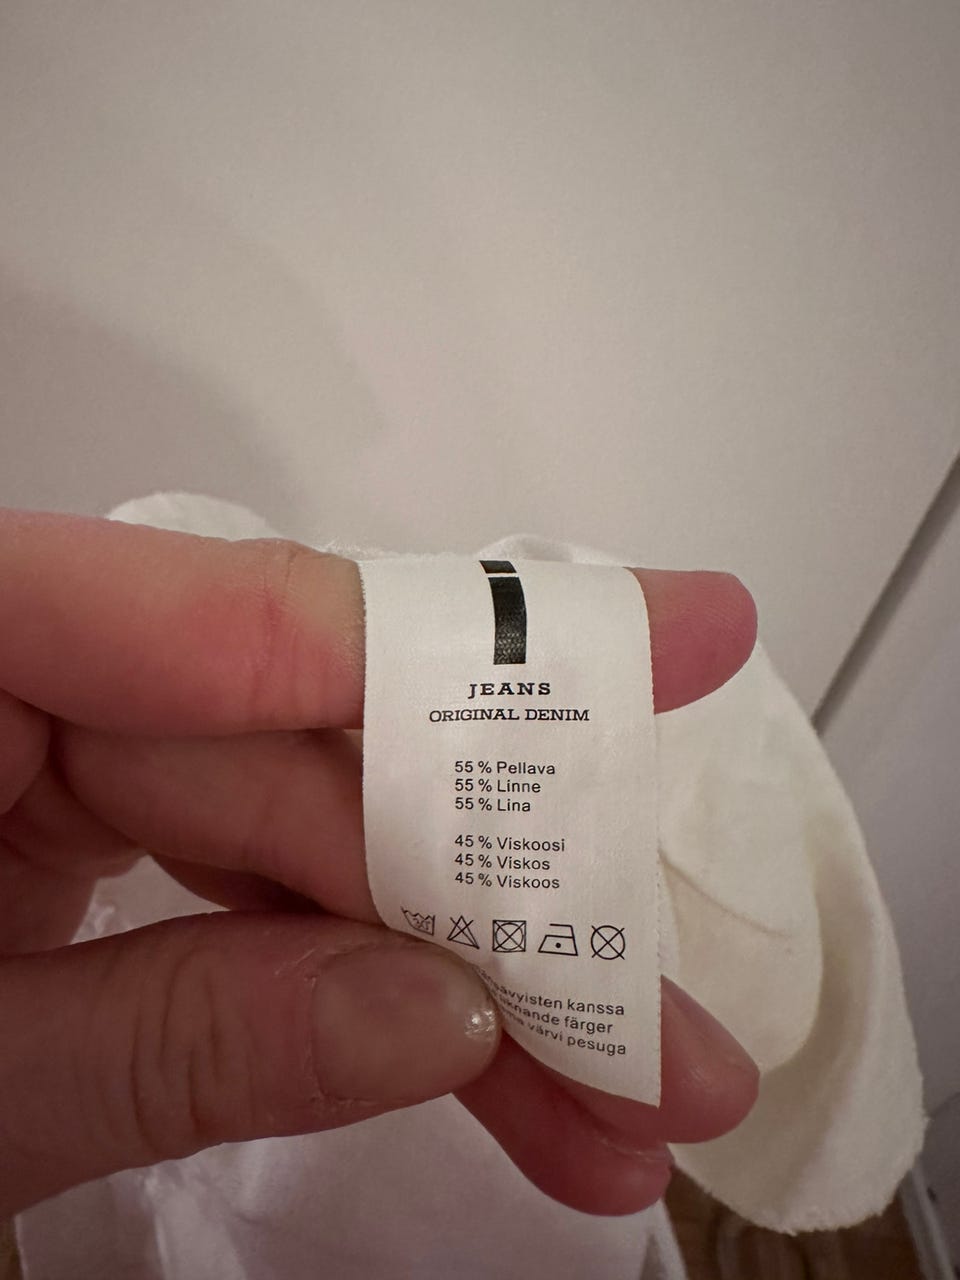 JEANS
ORIGINAL DENIM
55 % Pellava
55 % Linne
55 % Lina
45 % Viskoosi
45 % Viskos
45 % Viskoos
30°
kanssa
färger
värvi pesuga